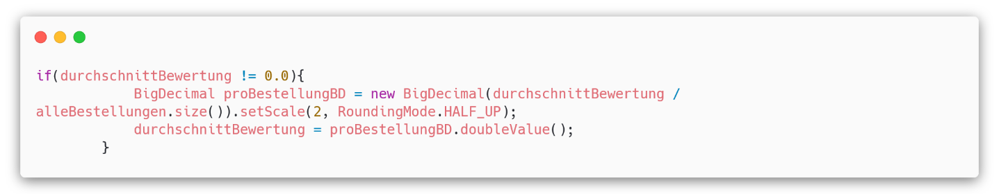 if(durchschnittBewertung != 0.0){
            BigDecimal proBestellungBD = new BigDecimal(durchschnittBewertung /
alleBestellungen.size()).setScale(2, RoundingMode.HALF_UP);
            durchschnittBewertung = proBestellungBD.doubleValue();
        }